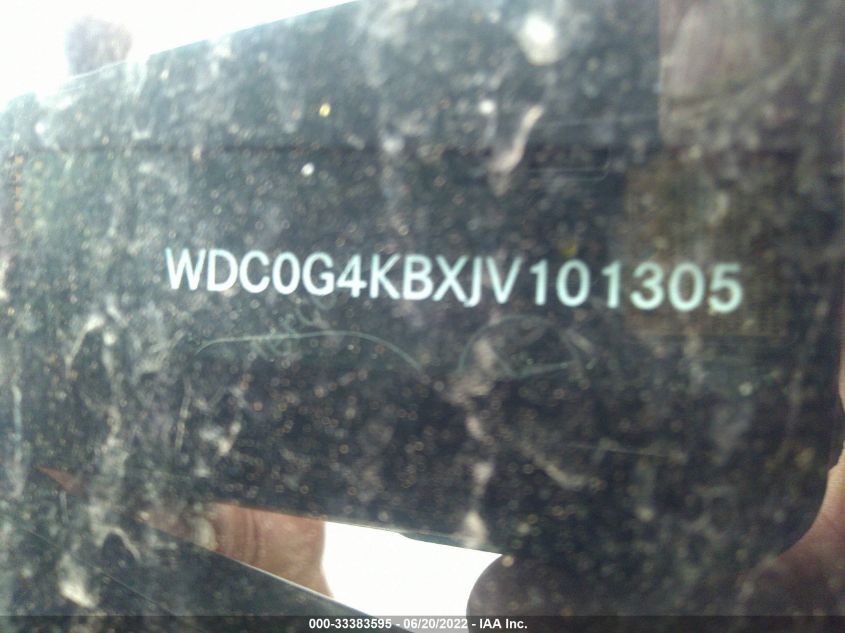 WDC0G4KBXJV101305
000-33383595 - 06/20/2022 - IAA Inc.